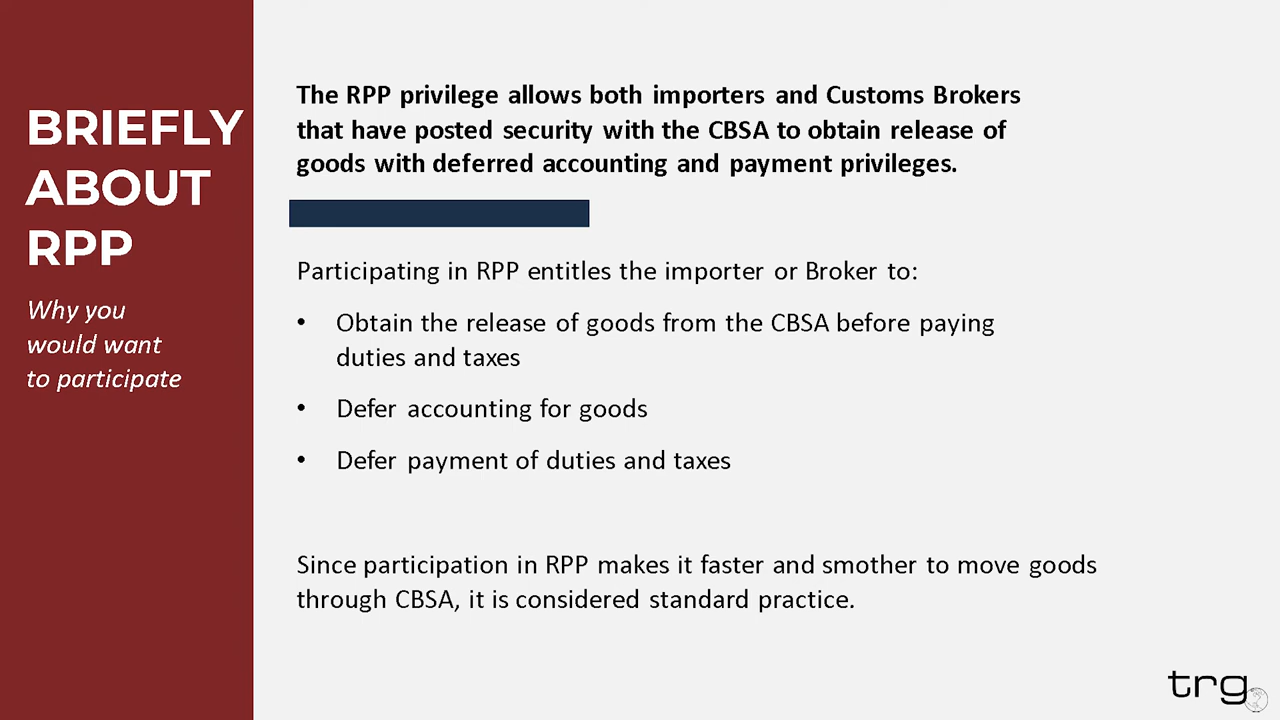 BRIEFLY
ABOUT
RPP
Why you
would want
to participate
The RPP privilege allows both importers and Customs Brokers
that have posted security with the CBSA to obtain release of
goods with deferred accounting and payment privileges.
Participating in RPP entitles the importer or Broker to:
• Obtain the release of goods from the CBSA before paying
duties and taxes
• Defer accounting for goods
• Defer payment of duties and taxes
Since participation in RPP makes it faster and smother to move goods
through CBSA, it is considered standard practice.
trg